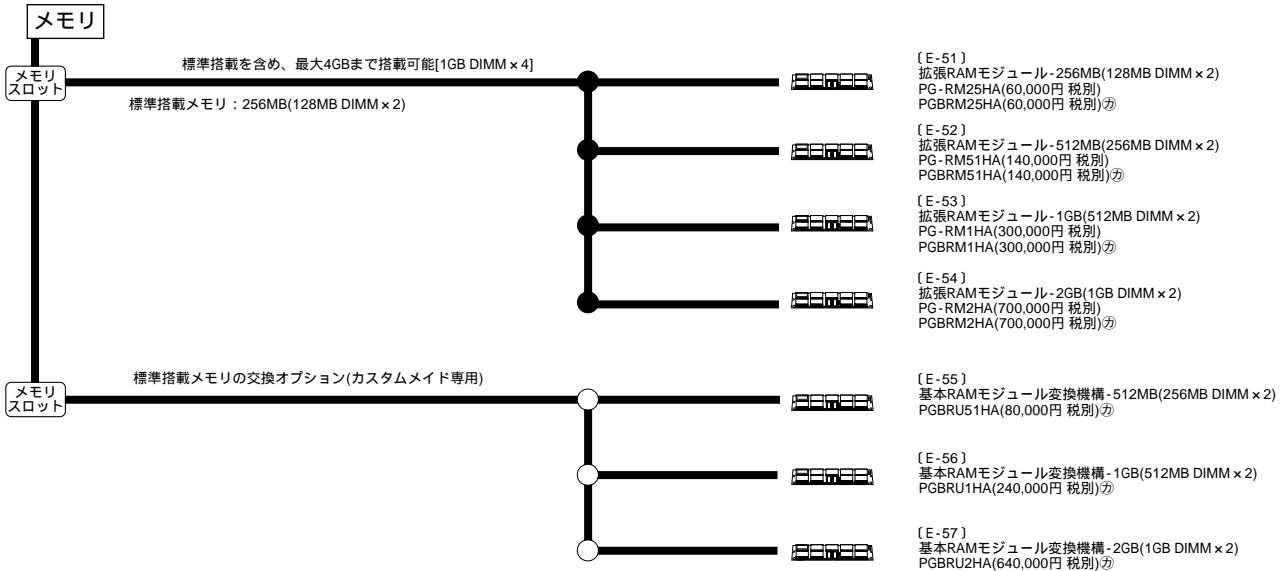 メモリ
メモリ
スロット
標準搭載を含め、最大4GBまで搭載可能[1GB DIMM×4]
標準搭載メモリ：256MB(128MB DIMM×2)
〔E-51〕
拡張RAMモジュール-256MB(128MB DIMM×2)
PG-RM25HA(60,000円 税別)
PGBRM25HA(60,000円 税別)㋕
〔E-52〕
拡張RAMモジュール-512MB(256MB DIMM×2)
PG-RM51HA(140,000円 税別)
PGBRM51HA(140,000円 税別)㋕
〔E-53〕
拡張RAMモジュール-1GB(512MB DIMM×2)
PG-RM1HA(300,000円 税別)
PGBRM1HA(300,000円 税別)㋕
〔E-54〕
拡張RAMモジュール-2GB(1GB DIMM×2)
PG-RM2HA(700,000円 税別)
PGBRM2HA(700,000円 税別)㋕
メモリ
スロット
標準搭載メモリの交換オプション(カスタムメイド専用)
〔E-55〕
基本RAMモジュール変換機構-512MB(256MB DIMM×2)
PGBRU51HA(80,000円 税別)㋕
〔E-56〕
基本RAMモジュール変換機構-1GB(512MB DIMM×2)
PGBRU1HA(240,000円 税別)㋕
〔E-57〕
基本RAMモジュール変換機構-2GB(1GB DIMM×2)
PGBRU2HA(640,000円 税別)㋕